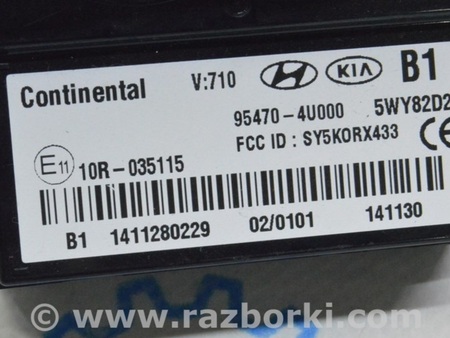 Continental V:710 KIA B1
95470-4U000 5WY82D2
FCC ID : SY5KORX433
E11 10R-035115 CE
B1 1411280229 02/0101 141130
www.razborki.com